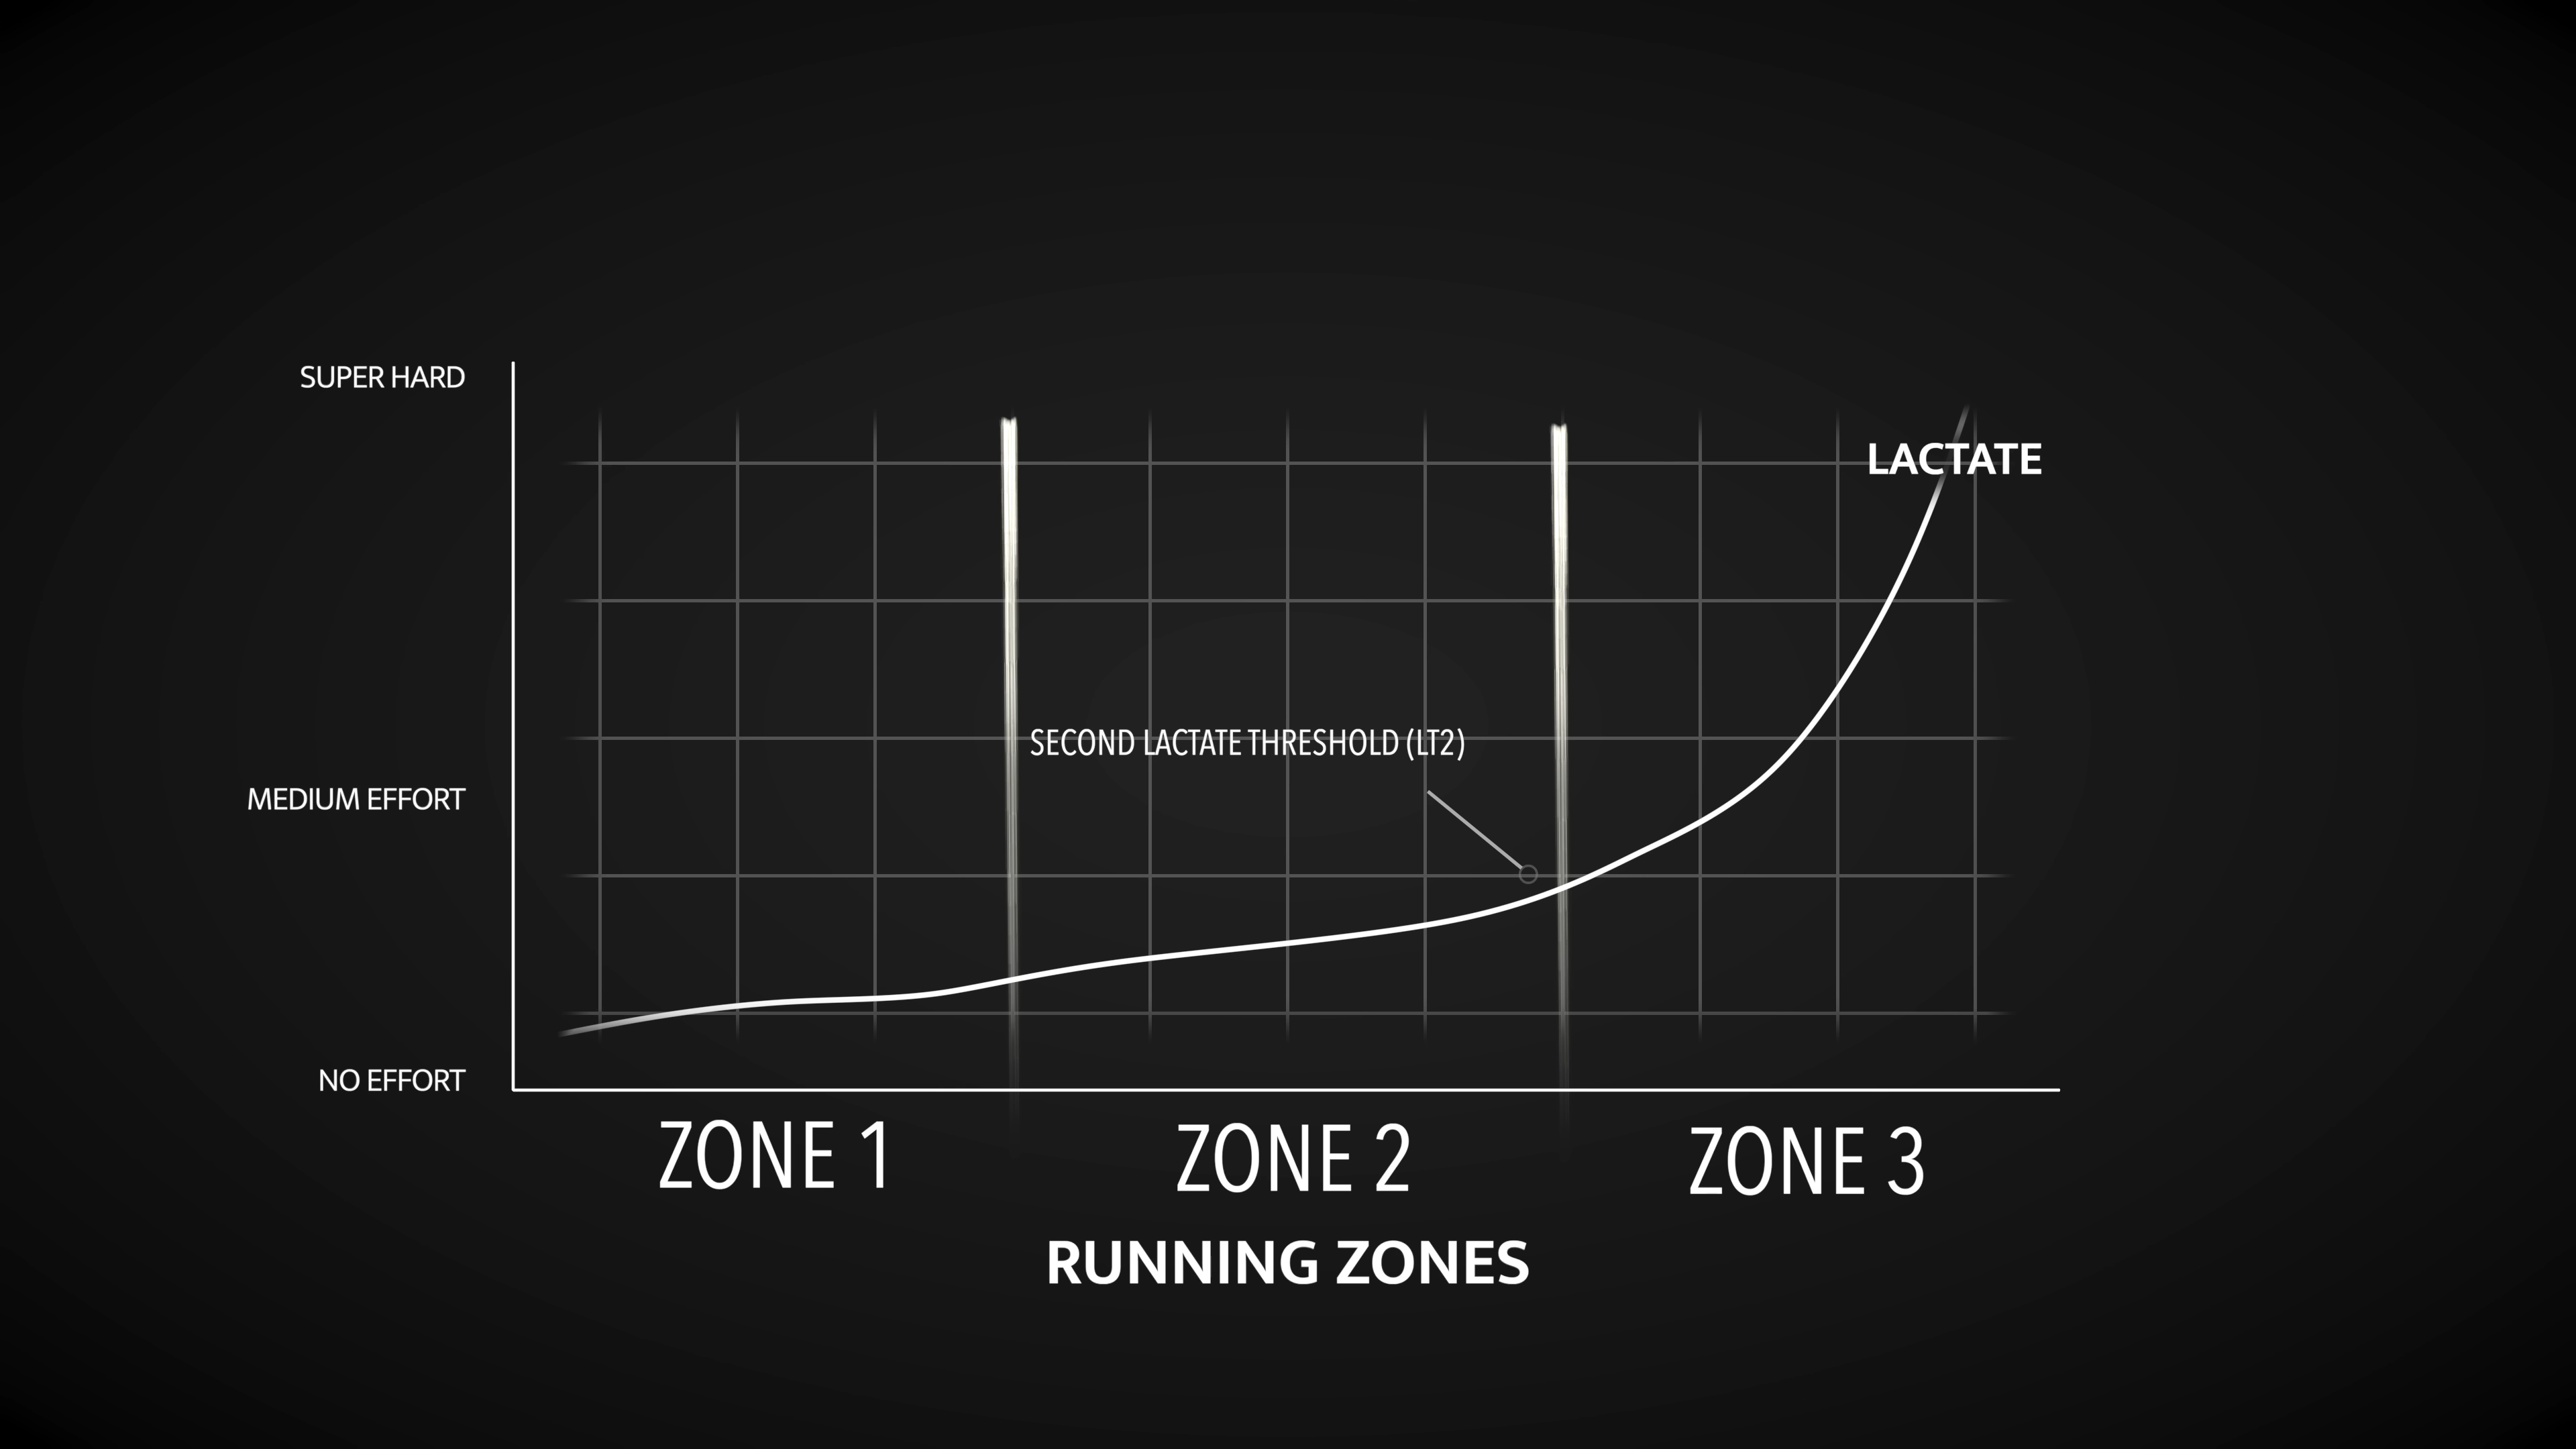 SUPER HARD
LACTATE
SECOND LACTATE THRESHOLD (LT2)
MEDIUM EFFORT
NO EFFORT
ZONE 1
ZONE 2
ZONE 3
RUNNING ZONES